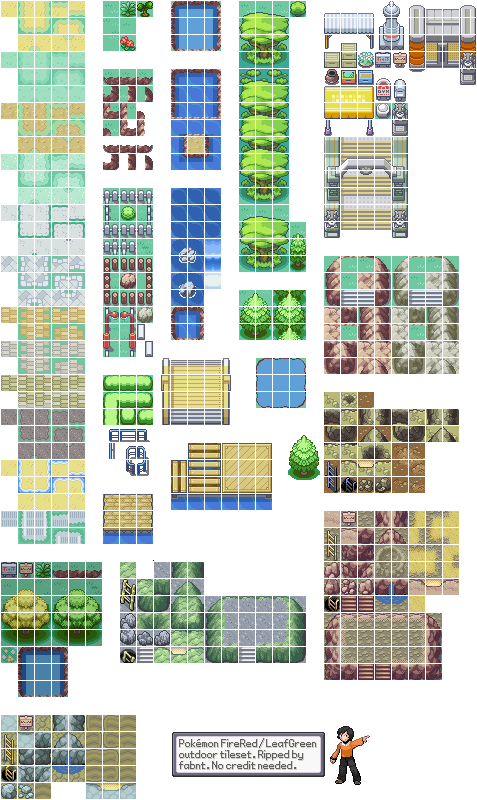 Pokémon FireRed/LeafGreen
outdoor tileset. Ripped by
fabnt. No credit needed.